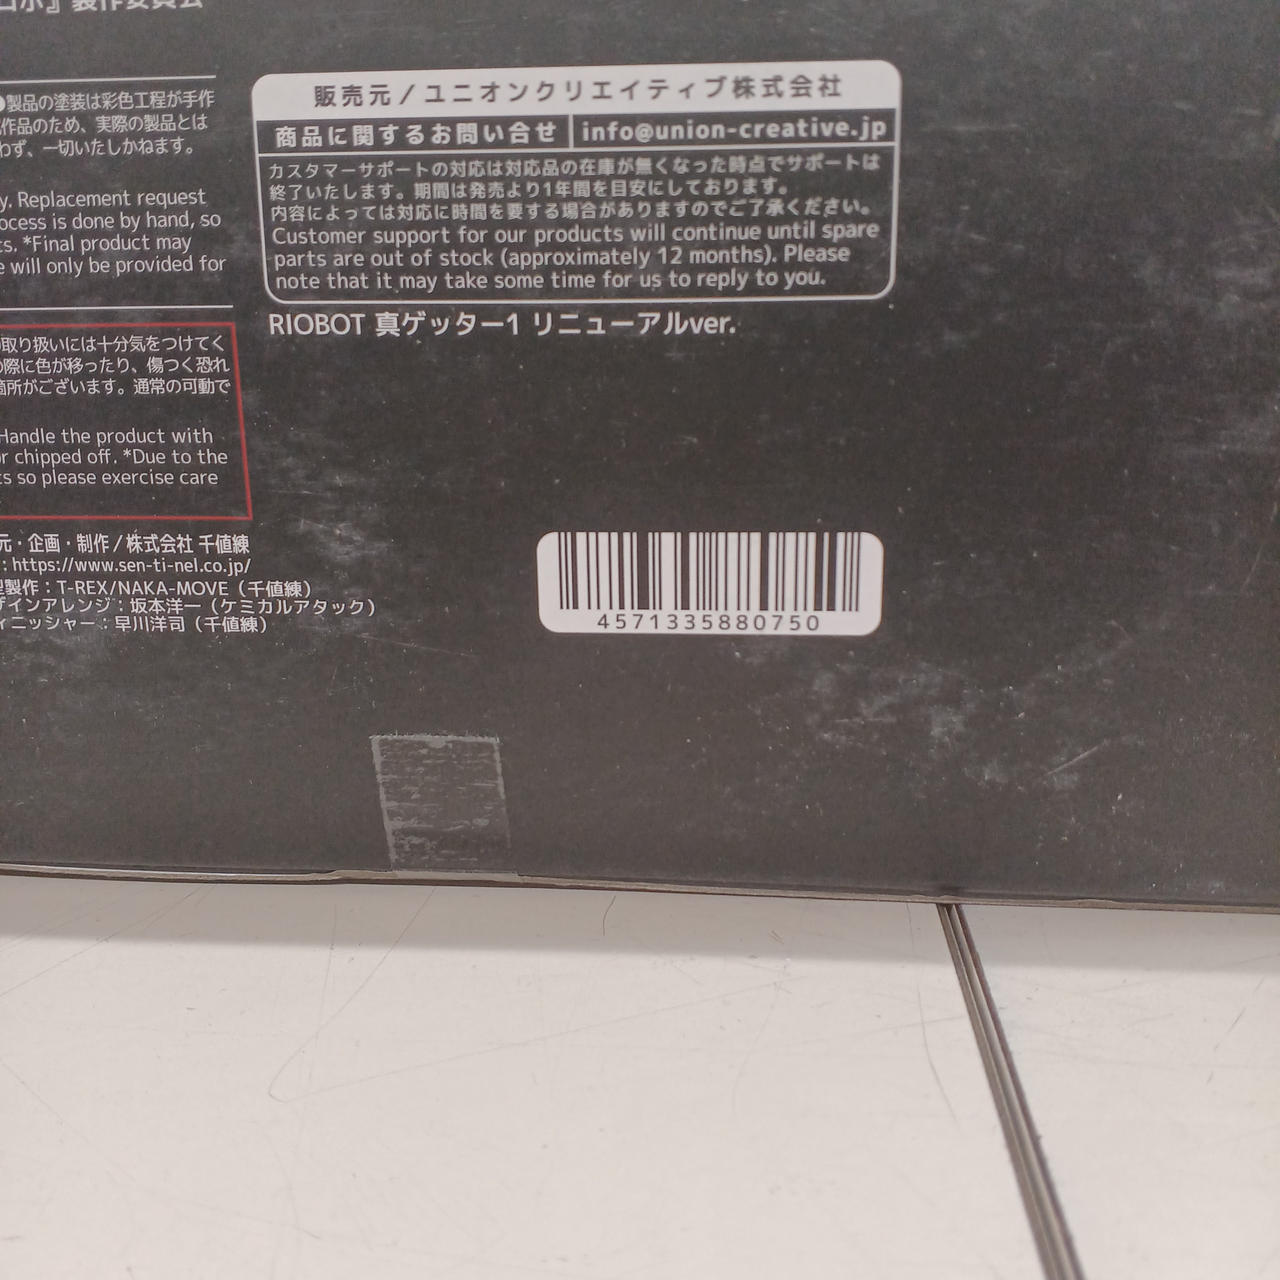 製作委員会
●製品の塗装は彩色工程が手作
作品のため、実際の製品とは
わず、一切いたしかねます。
y. Replacement request
ocess is done by hand, so
ts. *Final product may
e will only be provided for
の取り扱いには十分気をつけてく
の際に色が移ったり、傷つく恐れ
箇所がございます。通常の可動で
Handle the product with
or chipped off. *Due to the
ts so please exercise care
元・企画・制作 / 株式会社 千値練
: https://www.sen-ti-nel.co.jp/
製作：T-REX/NAKA-MOVE（千値練）
ザインアレンジ：坂本洋一（ケミカルアタック）
ィニッシャー：早川洋司（千値練）
販売元 / ユニオンクリエイティブ株式会社
商品に関するお問い合せ info@union-creative.jp
カスタマーサポートの対応は対応品の在庫が無くなった時点でサポートは
終了いたします。期間は発売より1年間を目安にしております。
内容によっては対応に時間を要する場合がありますのでご了承ください。
Customer support for our products will continue until spare
parts are out of stock (approximately 12 months). Please
note that it may take some time for us to reply to you.
RIOBOT 真ゲッター1 リニューアルver.
4571335880750